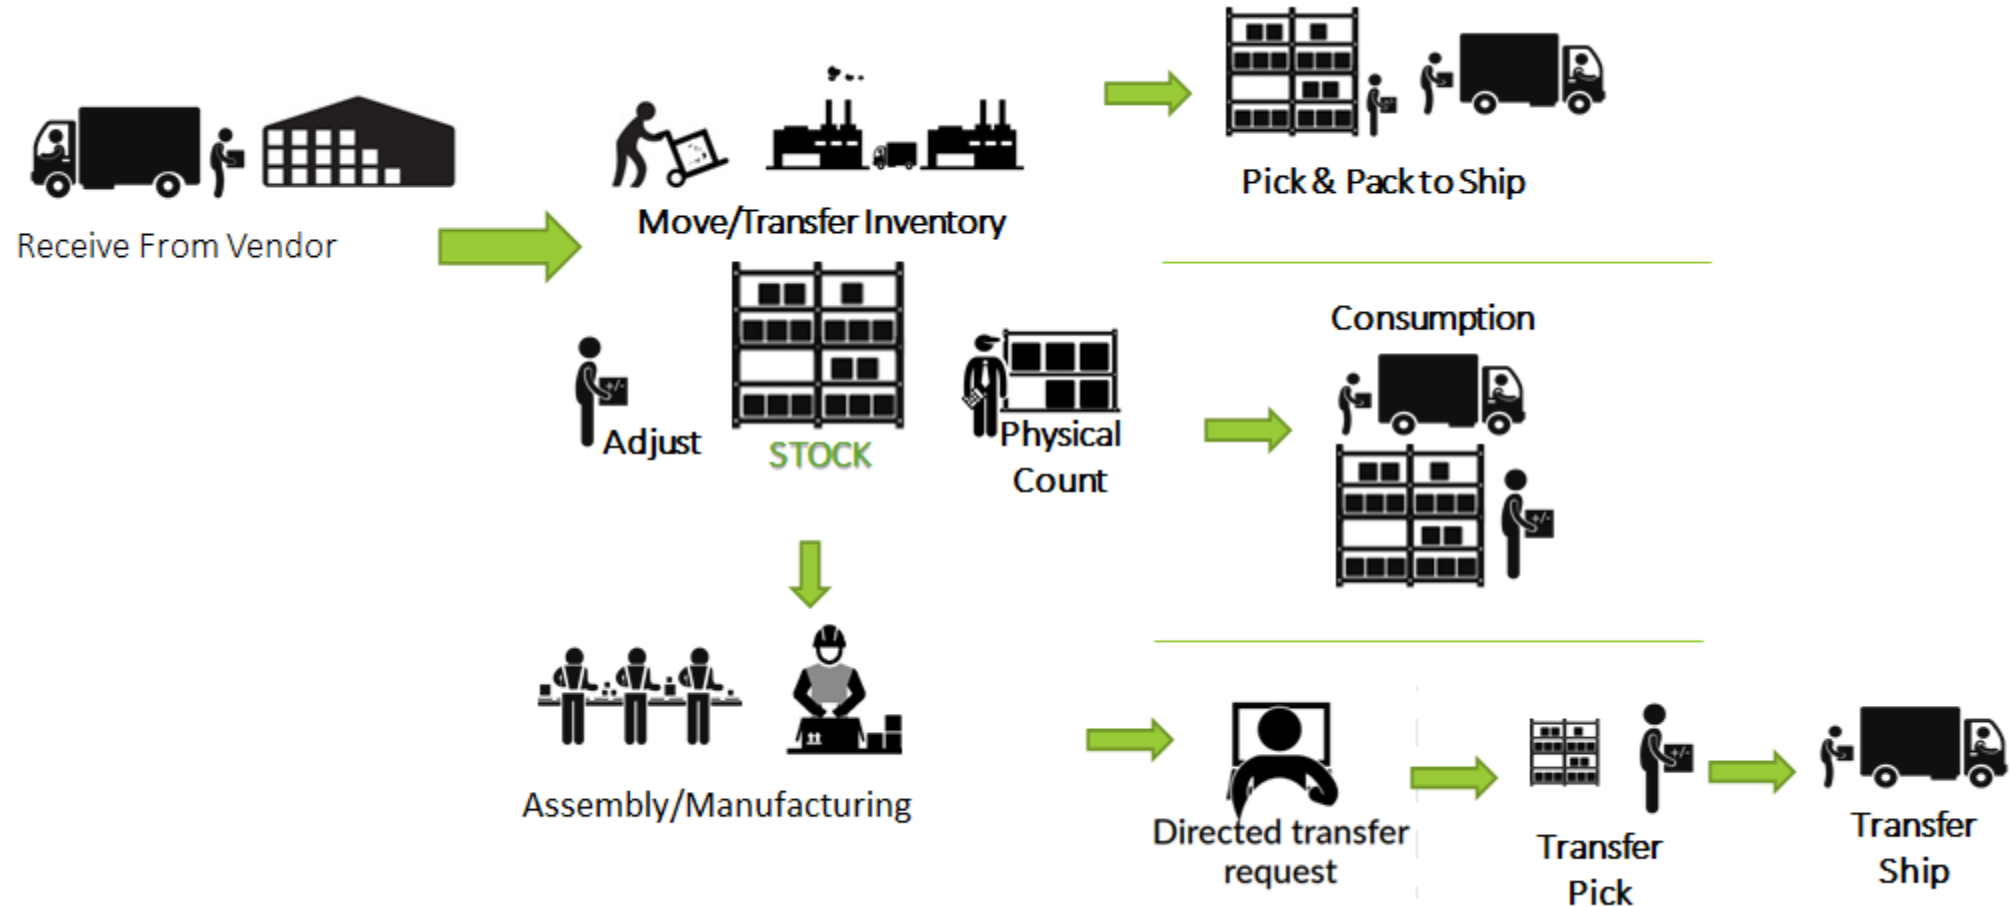 Receive From Vendor
Move/Transfer Inventory
Pick & Pack to Ship
Adjust
+/-
STOCK
Physical
Count
Consumption
+/-
Assembly/Manufacturing
Directed transfer
request
+/-
Transfer
Pick
Transfer
Ship